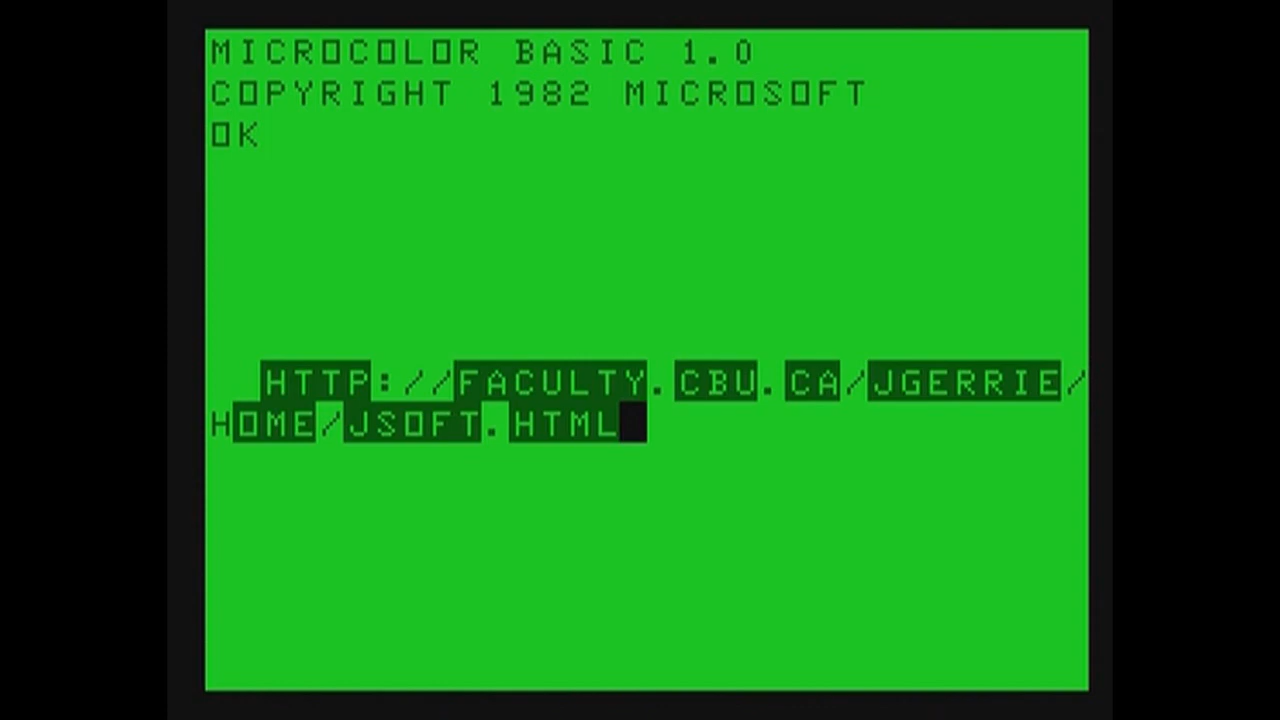 MICROCOLOR BASIC 1.0
COPYRIGHT 1982 MICROSOFT
OK
HTTP://FACULTY.CBU.CA/JGERRIE/
HOME/JSOFT.HTML